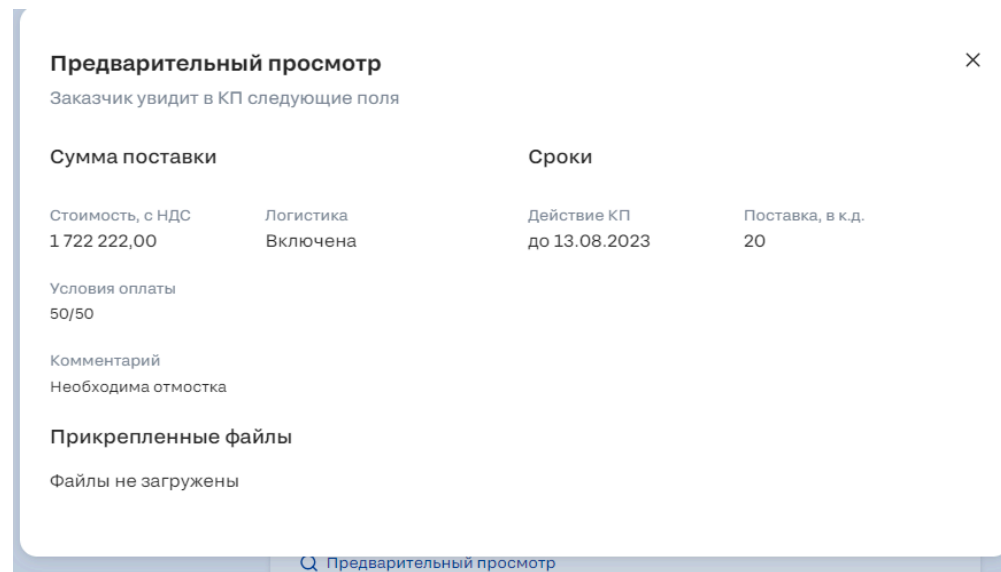 Предварительный просмотр
Заказчик увидит в КП следующие поля
Сумма поставки
Сроки
Стоимость, с НДС
Логистика
Действие КП
Поставка, в к.д.
1 722 222,00
Включена
до 13.08.2023
20
Условия оплаты
50/50
Комментарий
Необходима отмостка
Прикрепленные файлы
Файлы не загружены
Предварительный просмотр